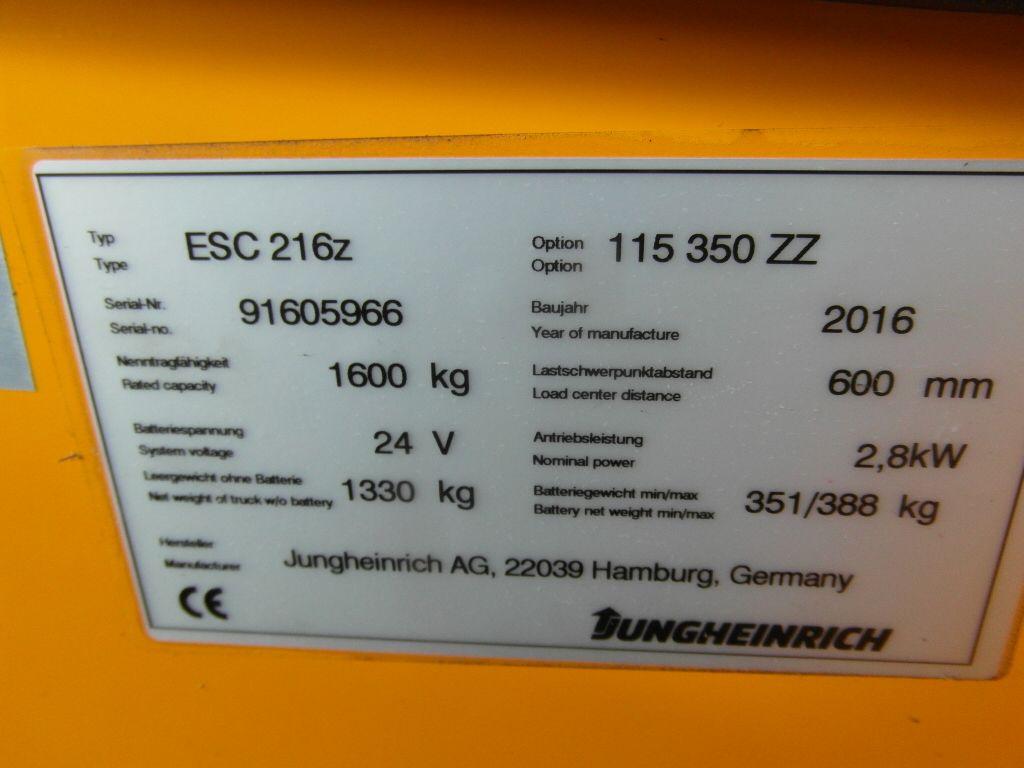 Typ
Type
ESC 216z
Option
Option
115 350 ZZ
Serial-Nr.
Serial-no.
91605966
Baujahr
Year of manufacture
2016
Nenntragfähigkeit
Rated capacity
1600 kg
Lastschwerpunktabstand
Load center distance
600 mm
Batteriespannung
System voltage
24 V
Antriebsleistung
Nominal power
2,8kW
Leergewicht ohne Batterie
Net weight of truck w/o battery
1330 kg
Batteriegewicht min/max
Battery net weight min/max
351/388 kg
Hersteller
Manufacturer
Jungheinrich AG, 22039 Hamburg, Germany
CE
JUNGHEINRICH